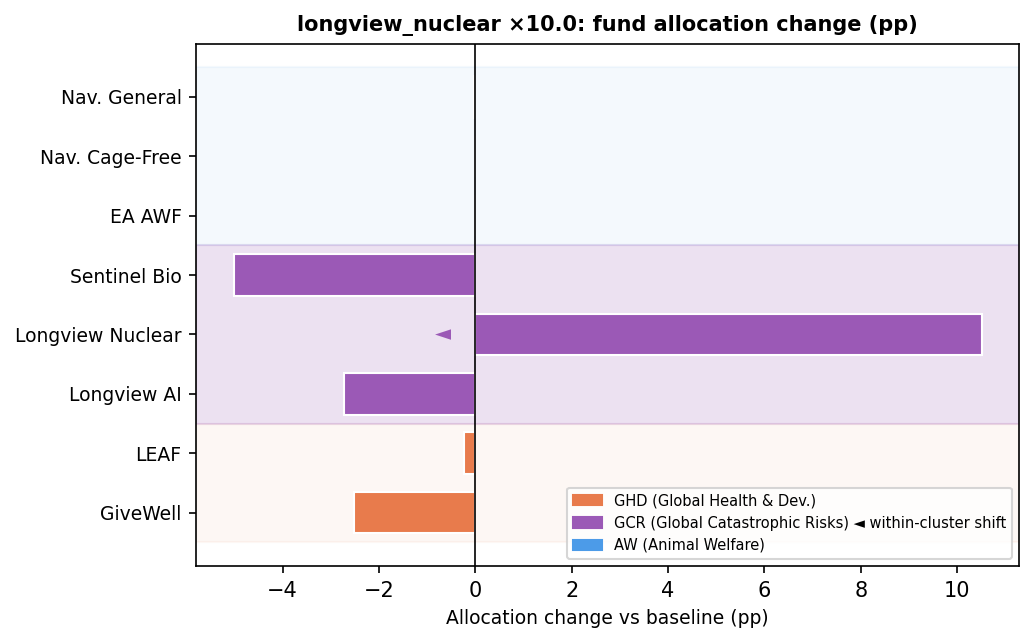 longview_nuclear ×10.0: fund allocation change (pp)
Nav. General
Nav. Cage-Free
EA AWF
Sentinel Bio
Longview Nuclear
◄
Longview AI
LEAF
GiveWell
GHD (Global Health & Dev.)
GCR (Global Catastrophic Risks) ◄ within-cluster shift
AW (Animal Welfare)
−4 −2 0 2 4 6 8 10
Allocation change vs baseline (pp)